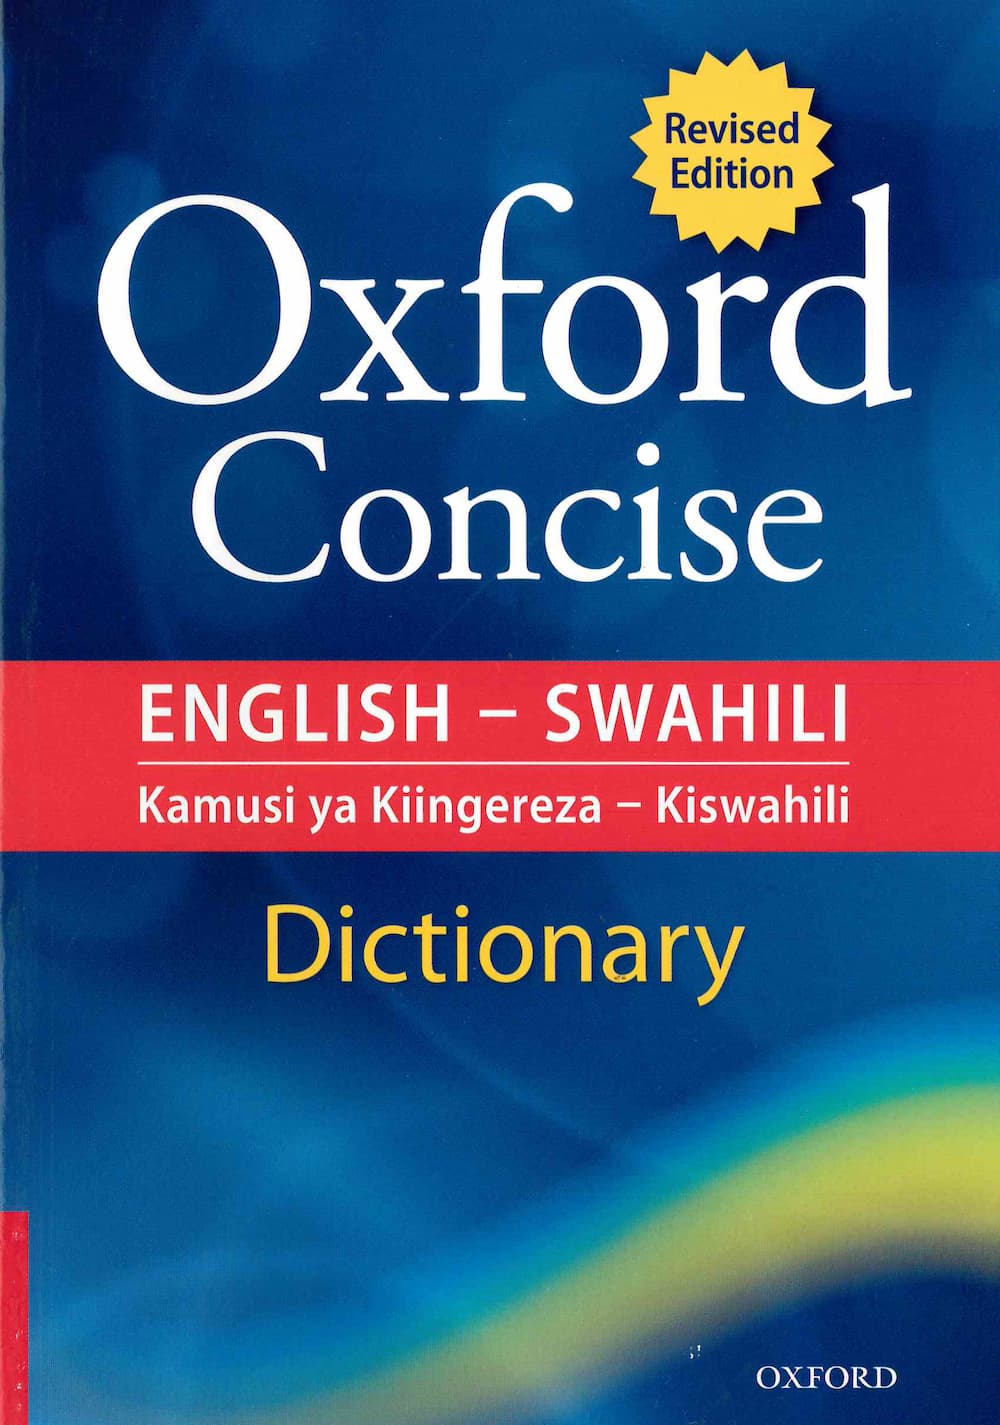 Revised
Edition
Oxford
Concise
ENGLISH – SWAHILI
Kamusi ya Kiingereza – Kiswahili
Dictionary
OXFORD